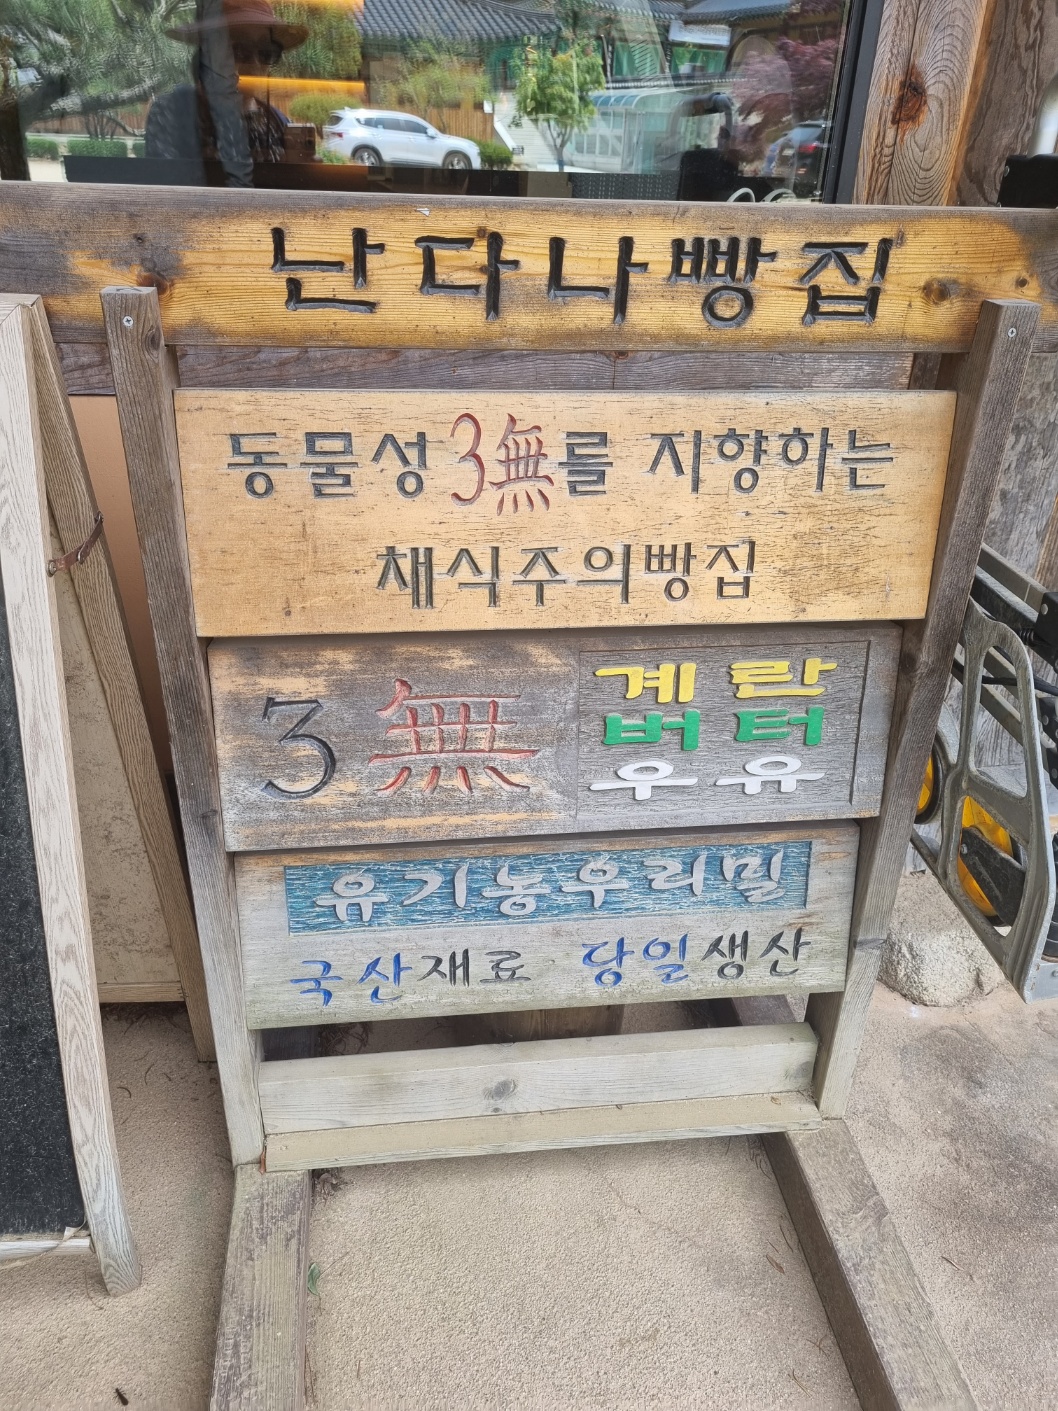 난다나빵집
동물성 3無를 지향하는
채식주의빵집
3 無
계란
버터
우유
유기농우리밀
국산재료 당일생산